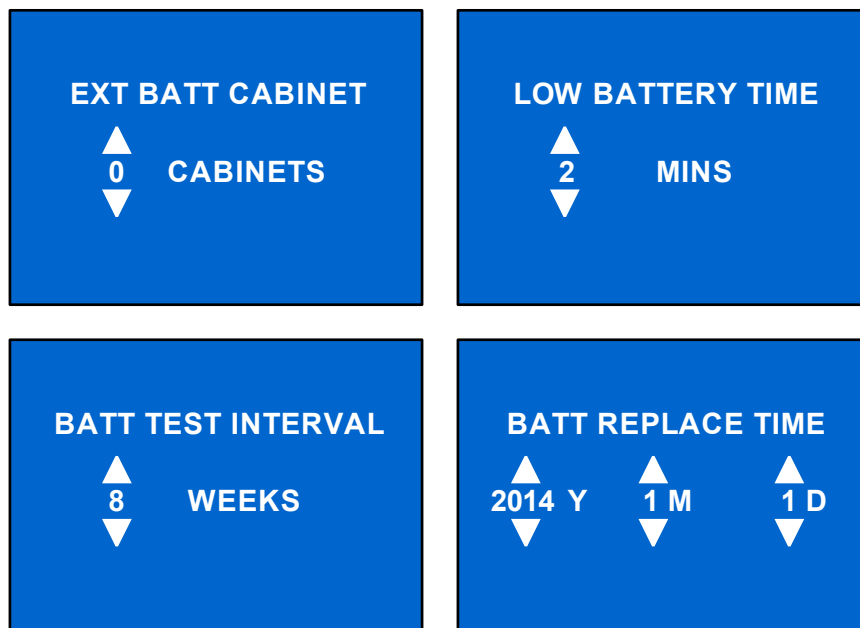 EXT BATT CABINET
0 CABINETS
LOW BATTERY TIME
2 MINS
BATT TEST INTERVAL
8 WEEKS
BATT REPLACE TIME
2014 Y 1 M 1 D